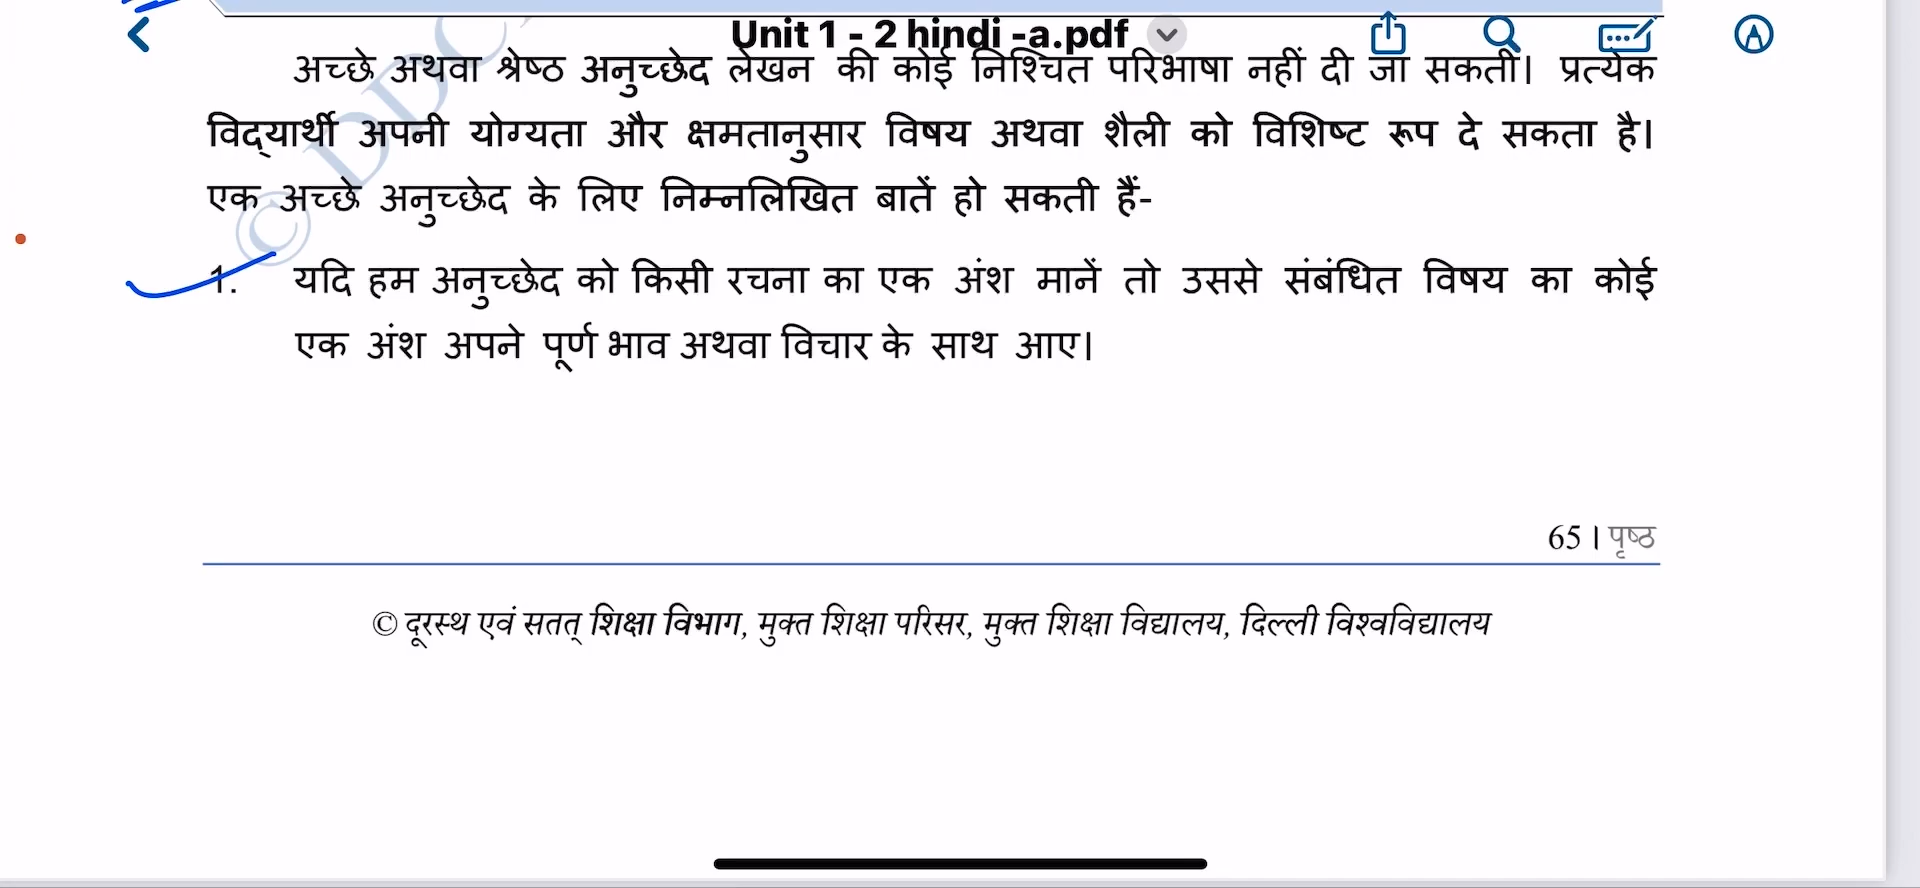 Unit 1 - 2 hindi -a.pdf
अच्छे अथवा श्रेष्ठ अनुच्छेद लेखन की कोई निश्चित परिभाषा नहीं दी जा सकती। प्रत्येक
विद्यार्थी अपनी योग्यता और क्षमतानुसार विषय अथवा शैली को विशिष्ट रूप दे सकता है।
एक अच्छे अनुच्छेद के लिए निम्नलिखित बातें हो सकती हैं-
1. यदि हम अनुच्छेद को किसी रचना का एक अंश मानें तो उससे संबंधित विषय का कोई
एक अंश अपने पूर्ण भाव अथवा विचार के साथ आए।
65 | पृष्ठ
© दूरस्थ एवं सतत् शिक्षा विभाग, मुक्त शिक्षा परिसर, मुक्त शिक्षा विद्यालय, दिल्ली विश्वविद्यालय